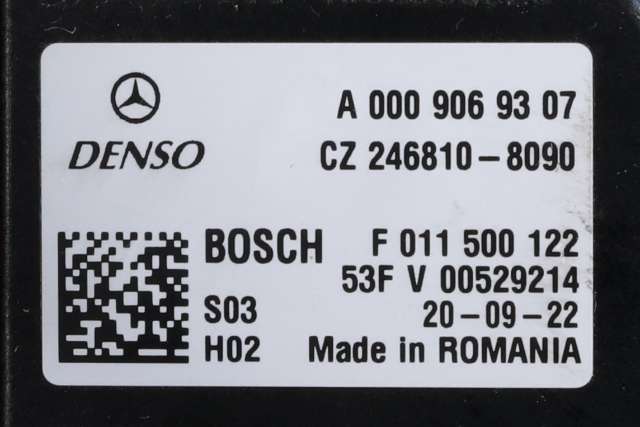 A 000 906 93 07
DENSO CZ 246810-8090
BOSCH F 011 500 122
53F V 00529214
S03 20-09-22
H02 Made in ROMANIA